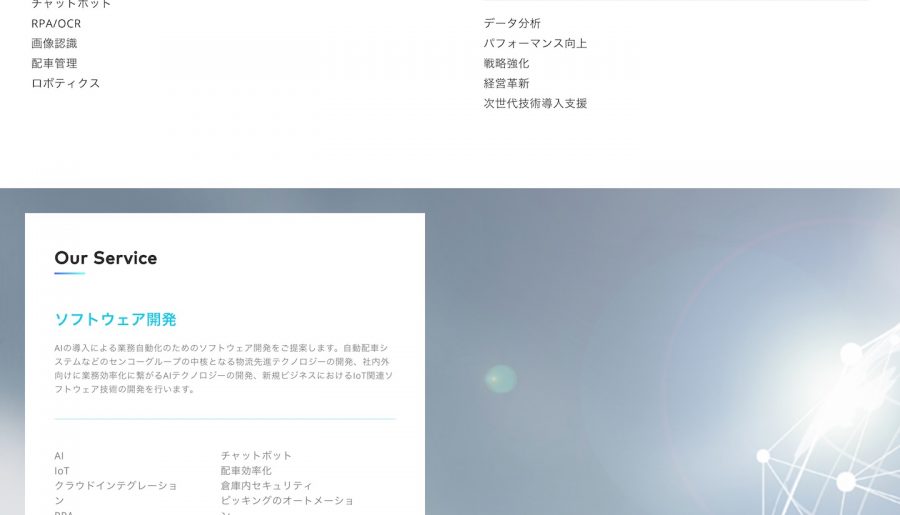 チャットボット
RPA/OCR
画像認識
配車管理
ロボティクス
データ分析
パフォーマンス向上
戦略強化
経営革新
次世代技術導入支援
Our Service
ソフトウェア開発
AIの導入による業務自動化のためのソフトウェア開発をご提案します。自動配車シ
ステムなどのセンコーグループの中核となる物流先進テクノロジーの開発、社内外
向けに業務効率化に繋がるAIテクノロジーの開発、新規ビジネスにおけるIoT関連ソ
フトウェア技術の開発を行います。
AI
IoT
クラウドインテグレーショ
ン
RPA
チャットボット
配車効率化
倉庫内セキュリティ
ピッキングのオートメーショ
ン